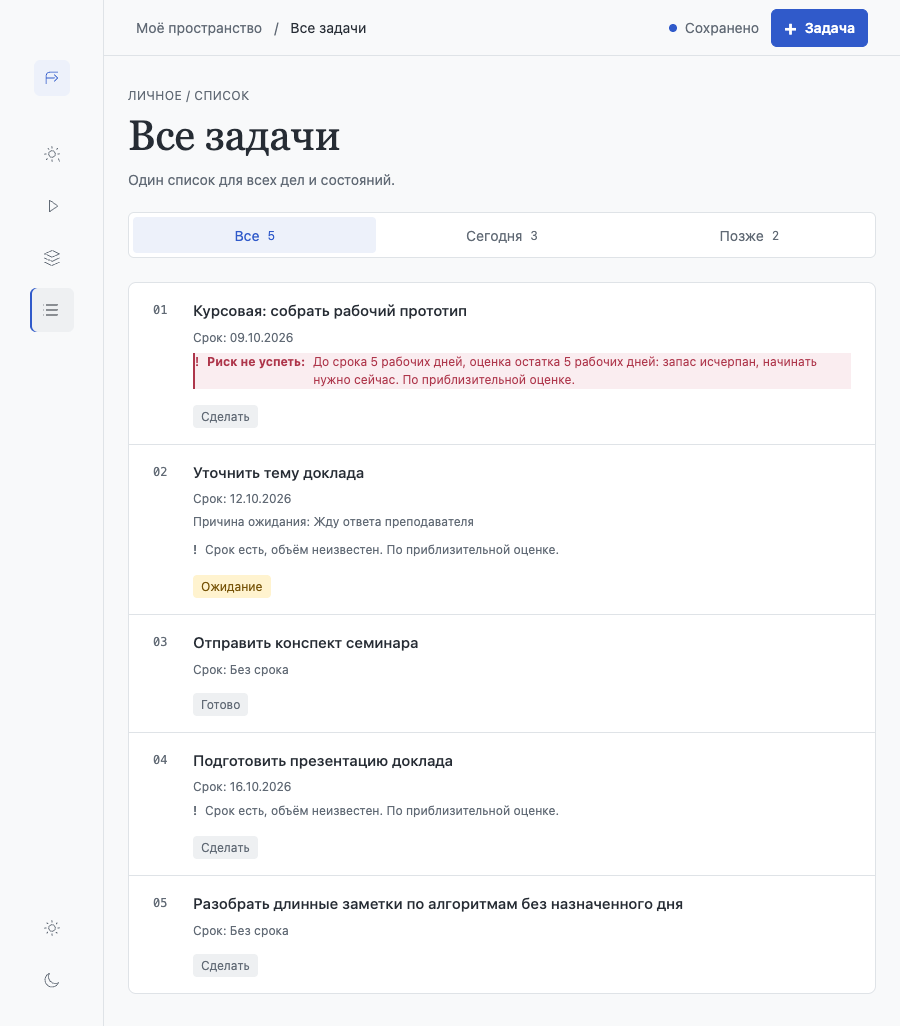 Моё пространство / Все задачи
Сохранено
+ Задача
ЛИЧНОЕ / СПИСОК
Все задачи
Один список для всех дел и состояний.
Все 5
Сегодня 3
Позже 2
01
Курсовая: собрать рабочий прототип
Срок: 09.10.2026
! Риск не успеть: До срока 5 рабочих дней, оценка остатка 5 рабочих дней: запас исчерпан, начинать
нужно сейчас. По приблизительной оценке.
Сделать
02
Уточнить тему доклада
Срок: 12.10.2026
Причина ожидания: Жду ответа преподавателя
! Срок есть, объём неизвестен. По приблизительной оценке.
Ожидание
03
Отправить конспект семинара
Срок: Без срока
Готово
04
Подготовить презентацию доклада
Срок: 16.10.2026
! Срок есть, объём неизвестен. По приблизительной оценке.
Сделать
05
Разобрать длинные заметки по алгоритмам без назначенного дня
Срок: Без срока
Сделать